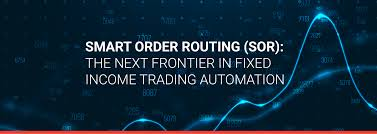 SMART ORDER ROUTING (SOR):
THE NEXT FRONTIER IN FIXED
INCOME TRADING AUTOMATION